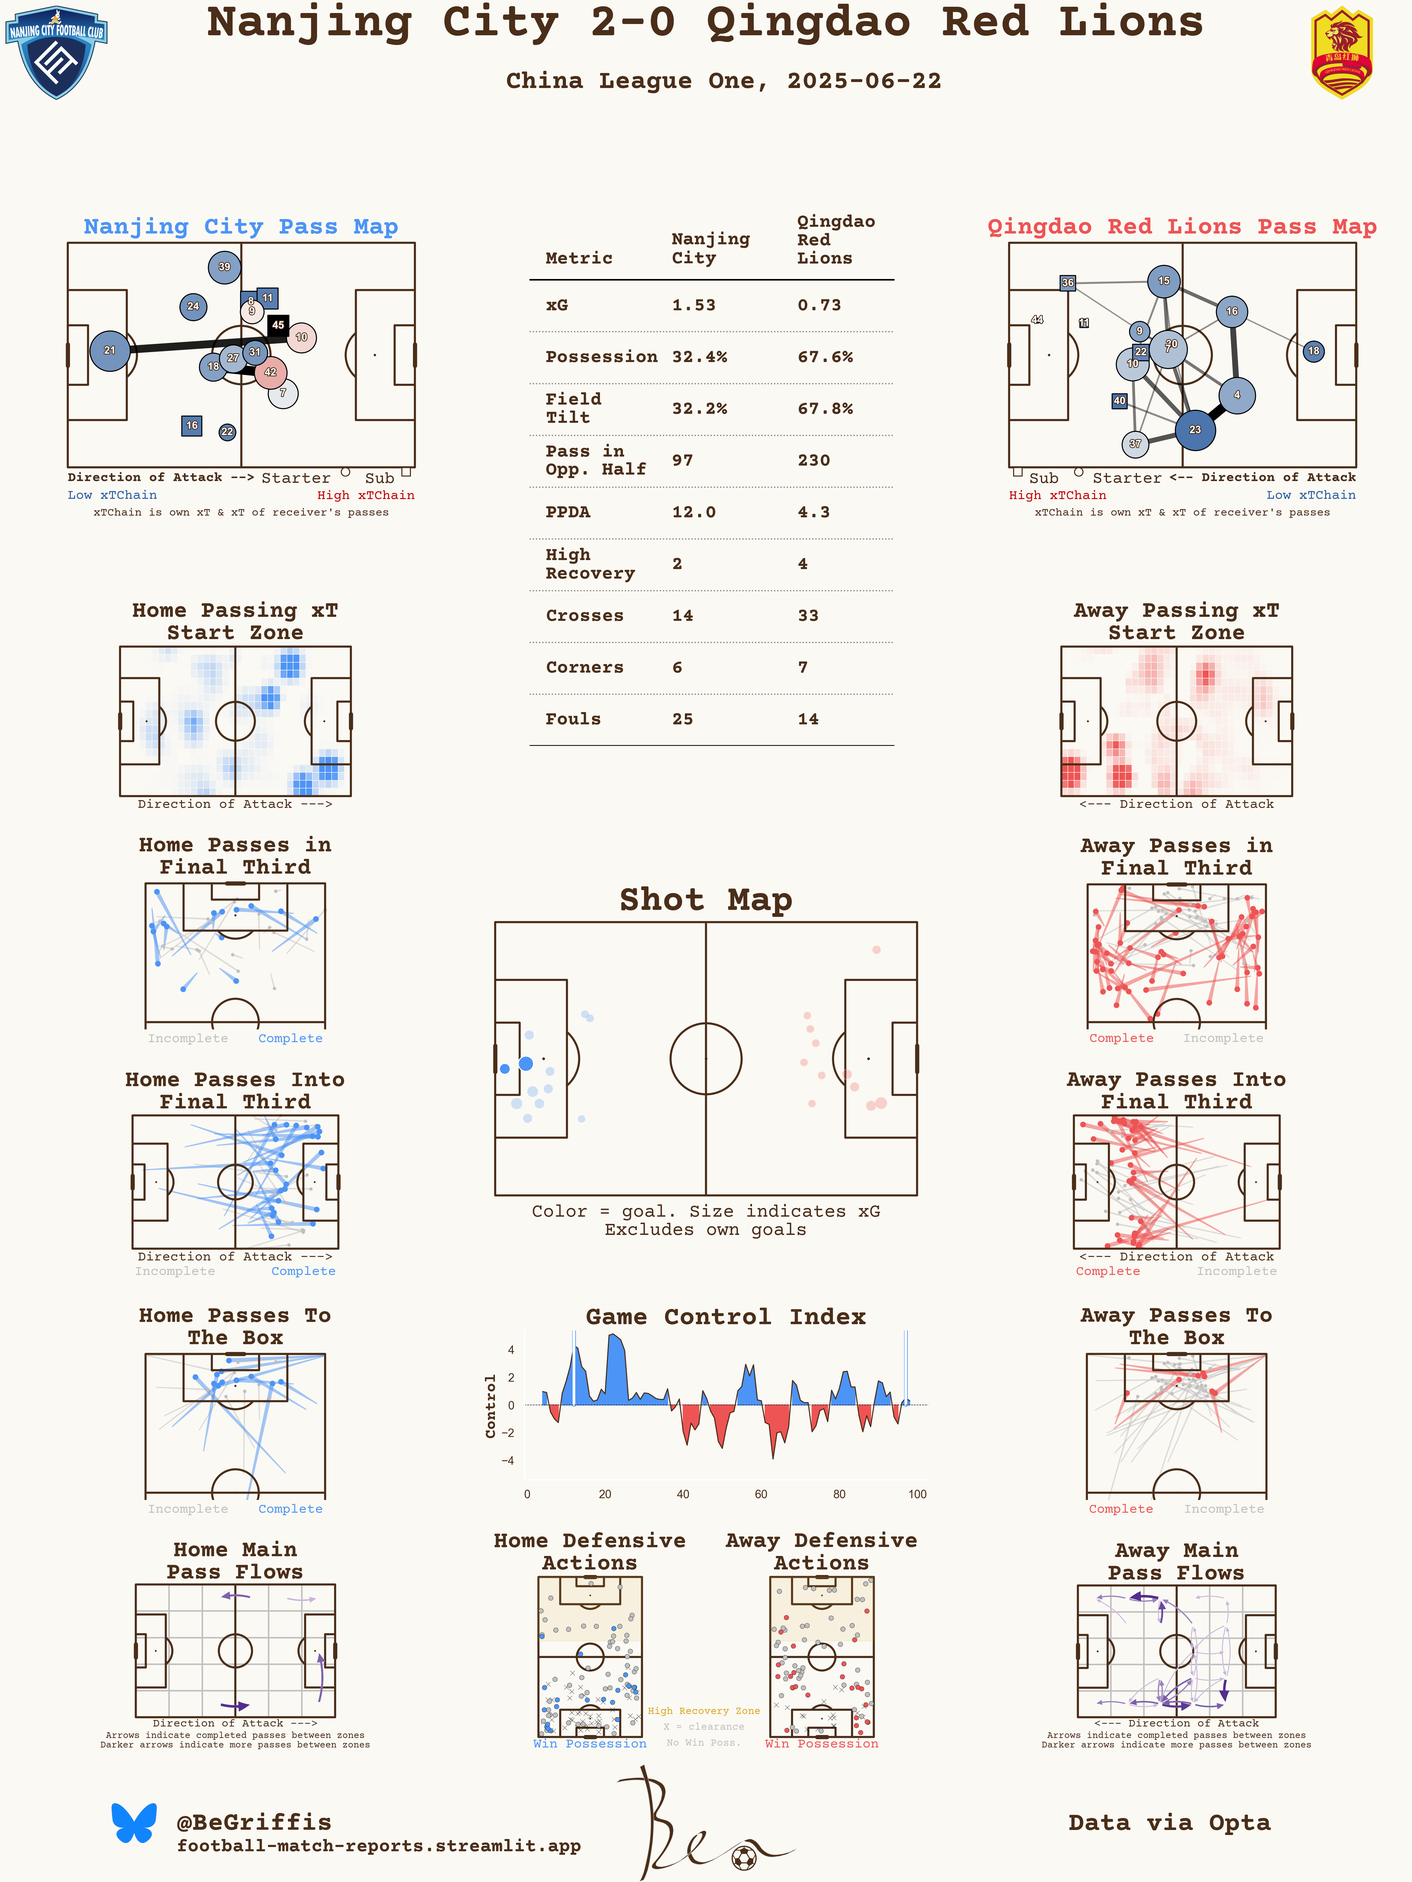 Nanjing City 2-0 Qingdao Red Lions
China League One, 2025-06-22
NANJING CITY FOOTBALL CLUB
青岛红狮
Nanjing City Pass Map
39
24
8
11
9
45
10
21
27
31
18
42
7
16
22
Direction of Attack --> Starter Sub
Low xTChain High xTChain
xTChain is own xT & xT of receiver's passes
Metric Nanjing City Qingdao Red Lions
xG 1.53 0.73
Possession 32.4% 67.6%
Field Tilt 32.2% 67.8%
Pass in Opp. Half 97 230
PPDA 12.0 4.3
High Recovery 2 4
Crosses 14 33
Corners 6 7
Fouls 25 14
Qingdao Red Lions Pass Map
36
15
44
11
9
16
20
7
22
10
18
40
4
23
37
Sub Starter <-- Direction of Attack
High xTChain Low xTChain
xTChain is own xT & xT of receiver's passes
Home Passing xT
Start Zone
Direction of Attack --->
Away Passing xT
Start Zone
<--- Direction of Attack
Home Passes in
Final Third
Incomplete Complete
Away Passes in
Final Third
Complete Incomplete
Shot Map
Color = goal. Size indicates xG
Excludes own goals
Home Passes Into
Final Third
Direction of Attack --->
Incomplete Complete
Away Passes Into
Final Third
<--- Direction of Attack
Complete Incomplete
Home Passes To
The Box
Incomplete Complete
Game Control Index
Control
4
2
0
−2
−4
0 20 40 60 80 100
Away Passes To
The Box
Complete Incomplete
Home Main
Pass Flows
Direction of Attack --->
Arrows indicate completed passes between zones
Darker arrows indicate more passes between zones
Home Defensive
Actions
Win Possession
High Recovery Zone
X = clearance
No Win Poss.
Away Defensive
Actions
Win Possession
Away Main
Pass Flows
<--- Direction of Attack
Arrows indicate completed passes between zones
Darker arrows indicate more passes between zones
@BeGriffis
football-match-reports.streamlit.app
Ben
Data via Opta